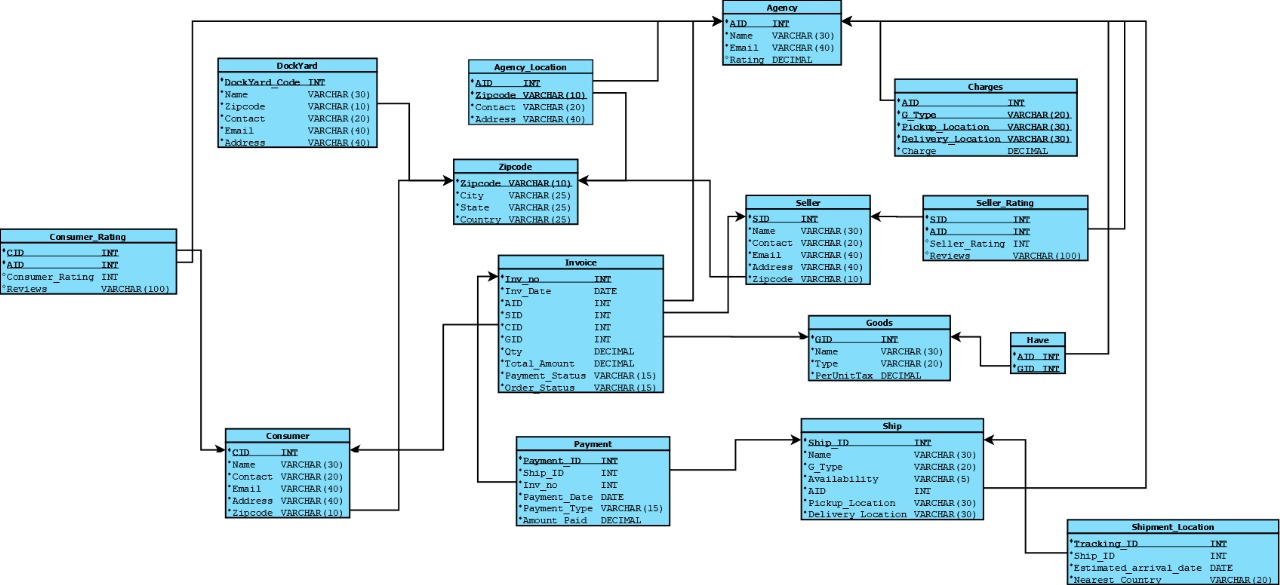 Agency
*AID INT
*Name VARCHAR(30)
*Email VARCHAR(40)
*Rating DECIMAL
DockYard
*DockYard_Code INT
*Name VARCHAR(30)
*Zipcode VARCHAR(10)
*Contact VARCHAR(20)
*Email VARCHAR(40)
*Address VARCHAR(40)
Agency_Location
*AID INT
*Zipcode VARCHAR(10)
*Contact VARCHAR(20)
*Address VARCHAR(40)
Charges
*AID INT
*G_Type VARCHAR(20)
*Pickup_Location VARCHAR(30)
*Delivery_Location VARCHAR(30)
*Charge DECIMAL
Zipcode
*Zipcode VARCHAR(10)
*City VARCHAR(25)
*State VARCHAR(25)
*Country VARCHAR(25)
Seller
*SID INT
*Name VARCHAR(30)
*Contact VARCHAR(20)
*Email VARCHAR(40)
*Address VARCHAR(40)
*Zipcode VARCHAR(10)
Seller_Rating
*SID INT
*AID INT
°Seller_Rating INT
°Reviews VARCHAR(100)
Consumer_Rating
*CID INT
*AID INT
°Consumer_Rating INT
°Reviews VARCHAR(100)
Invoice
*Inv_no INT
*Inv_Date DATE
*AID INT
*SID INT
*CID INT
*GID INT
*Qty DECIMAL
*Total_Amount DECIMAL
*Payment_Status VARCHAR(15)
*Order_Status VARCHAR(15)
Goods
*GID INT
*Name VARCHAR(30)
*Type VARCHAR(20)
*PerUnitTax DECIMAL
Have
*AID INT
*GID INT
Consumer
*CID INT
*Name VARCHAR(30)
*Contact VARCHAR(20)
*Email VARCHAR(40)
*Address VARCHAR(40)
*Zipcode VARCHAR(10)
Payment
*Payment_ID INT
*Ship_ID INT
*Inv_no INT
*Payment_Date DATE
*Payment_Type VARCHAR(15)
*Amount_Paid DECIMAL
Ship
*Ship_ID INT
*Name VARCHAR(30)
*G_Type VARCHAR(20)
*Availability VARCHAR(5)
*AID INT
*Pickup_Location VARCHAR(30)
*Delivery_Location VARCHAR(30)
Shipment_Location
*Tracking_ID INT
*Ship_ID INT
*Estimated_arrival_date DATE
*Nearest_Country VARCHAR(20)